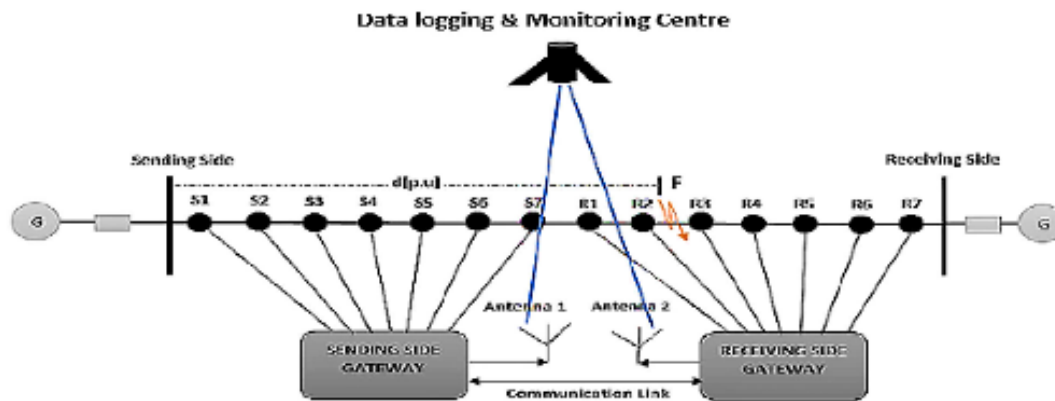 Data logging & Monitoring Centre
Sending Side
Receiving Side
d[p.u]
F
S1 S2 S3 S4 S5 S6 S7 R1 R2 R3 R4 R5 R6 R7
G
G
Antenna 1
Antenna 2
SENDING SIDE
GATEWAY
RECEIVING SIDE
GATEWAY
Communication Link